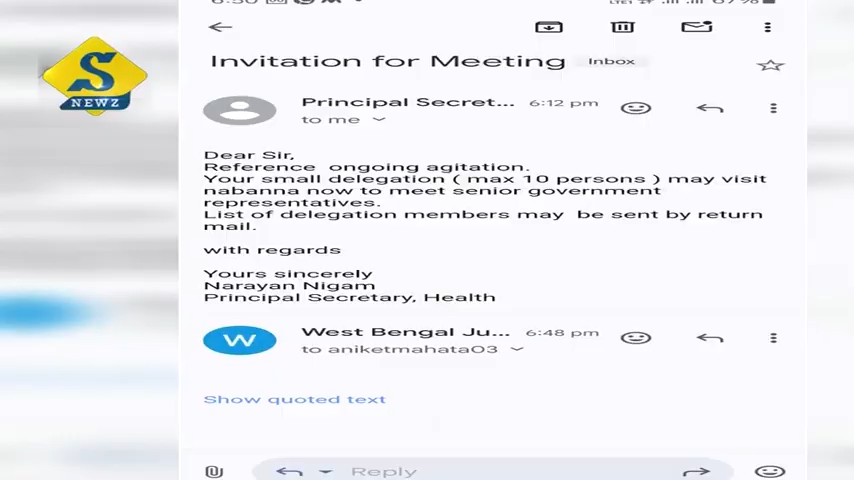 S
NEWZ
Invitation for Meeting Inbox
Principal Secret... 6:12 pm
to me
Dear Sir,
Reference ongoing agitation.
Your small delegation ( max 10 persons ) may visit
nabanna now to meet senior government
representatives.
List of delegation members may be sent by return
mail.
with regards
Yours sincerely
Narayan Nigam
Principal Secretary, Health
W
West Bengal Ju... 6:48 pm
to aniketmahata03
Show quoted text
Reply